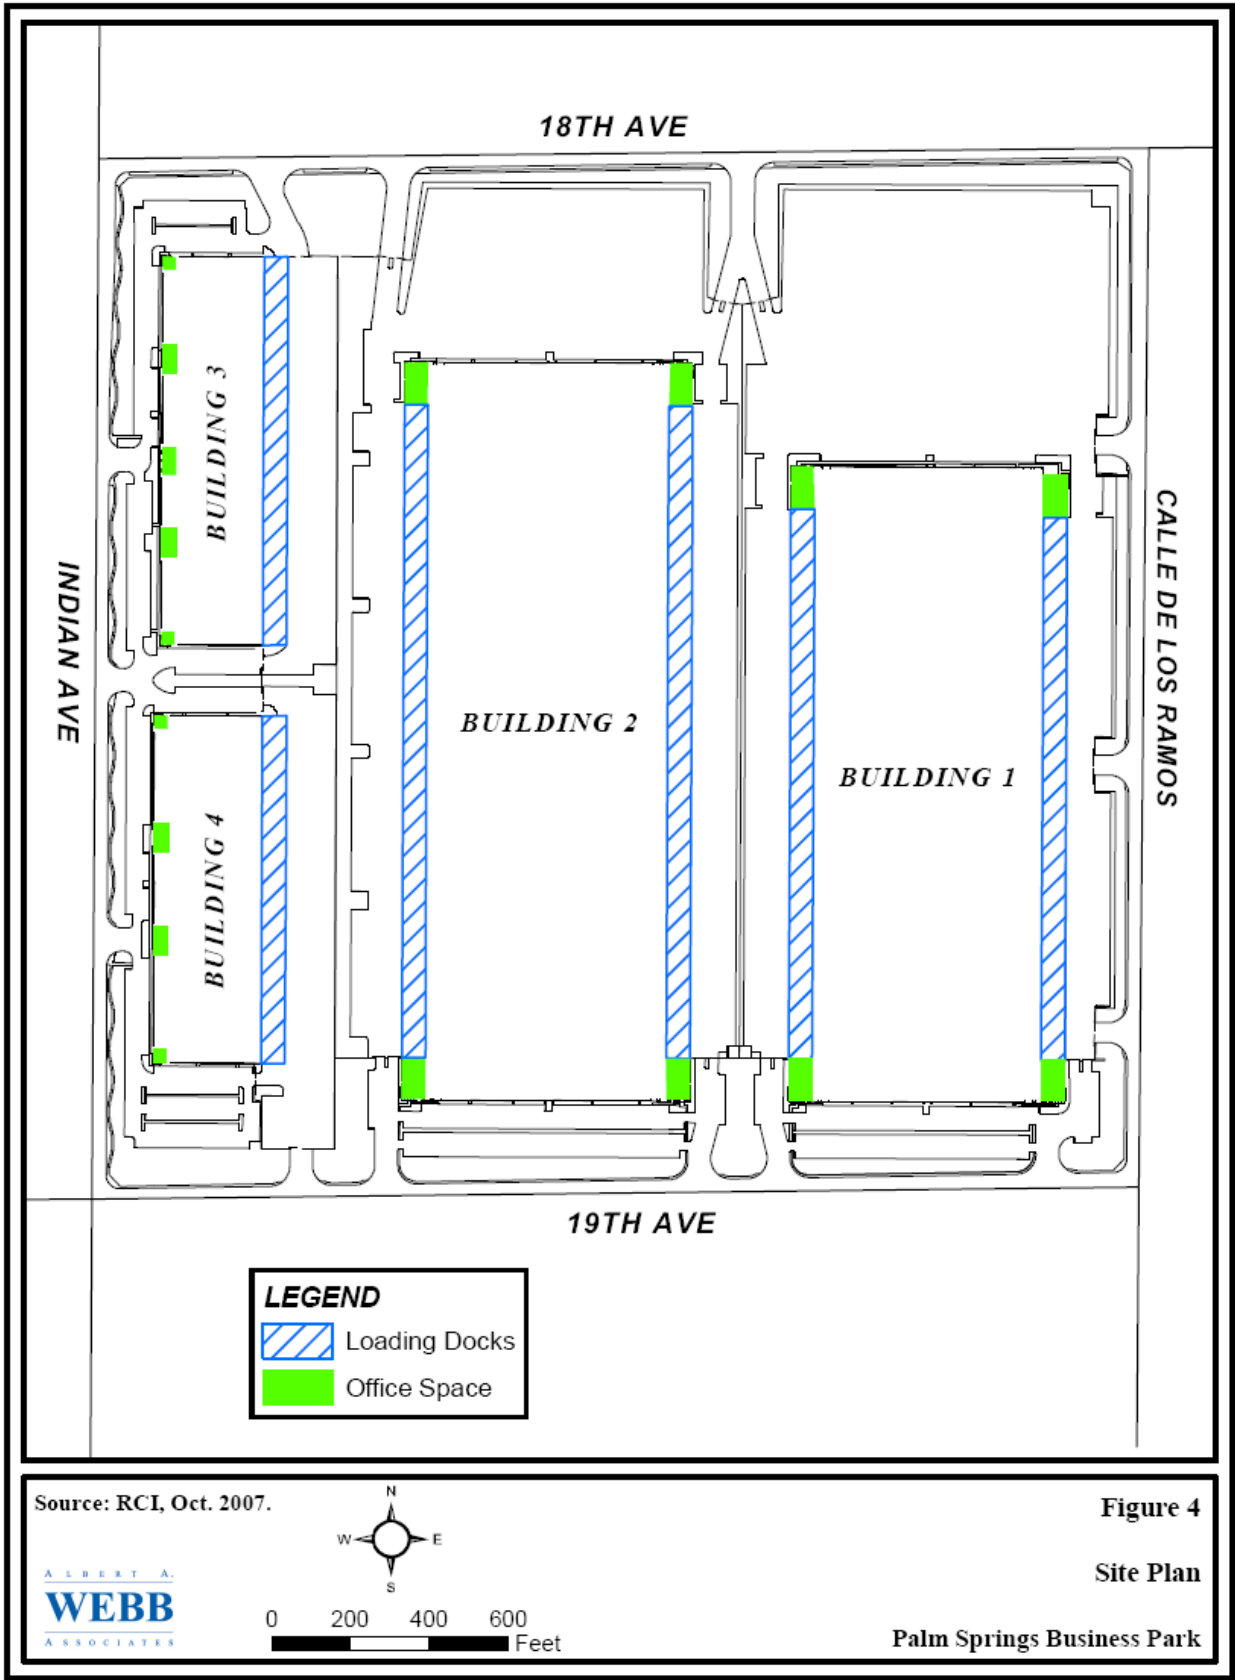 18TH AVE
BUILDING 3
CALLE DE LOS RAMOS
INDIAN AVE
BUILDING 2
BUILDING 1
BUILDING 4
19TH AVE
LEGEND
Loading Docks
Office Space
Source: RCI, Oct. 2007.
N
W E
S
Figure 4
Site Plan
ALBERT A.
WEBB
ASSOCIATES
0 200 400 600
Feet
Palm Springs Business Park